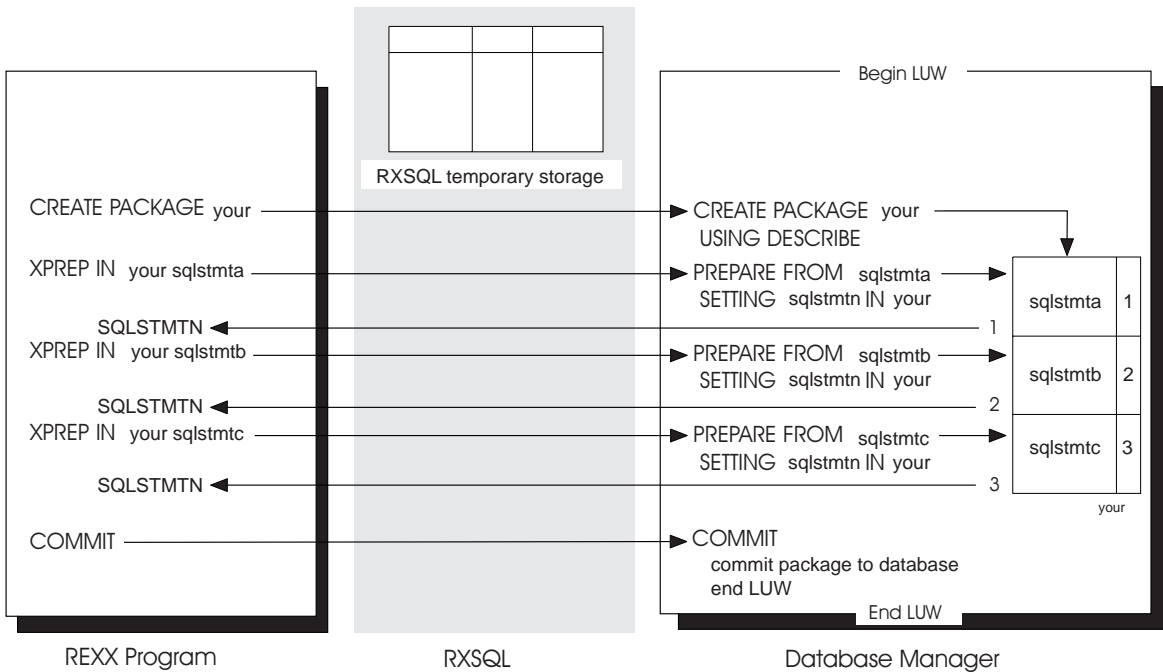 Begin LUW
RXSQL temporary storage
CREATE PACKAGE your
CREATE PACKAGE your
USING DESCRIBE
XPREP IN your sqlstmta
PREPARE FROM sqlstmta
SETTING sqlstmtn IN your
sqlstmta 1
SQLSTMTN
1
XPREP IN your sqlstmtb
PREPARE FROM sqlstmtb
SETTING sqlstmtn IN your
sqlstmtb 2
SQLSTMTN
2
XPREP IN your sqlstmtc
PREPARE FROM sqlstmtc
SETTING sqlstmtn IN your
sqlstmtc 3
SQLSTMTN
3
your
COMMIT
COMMIT
commit package to database
end LUW
End LUW
REXX Program
RXSQL
Database Manager